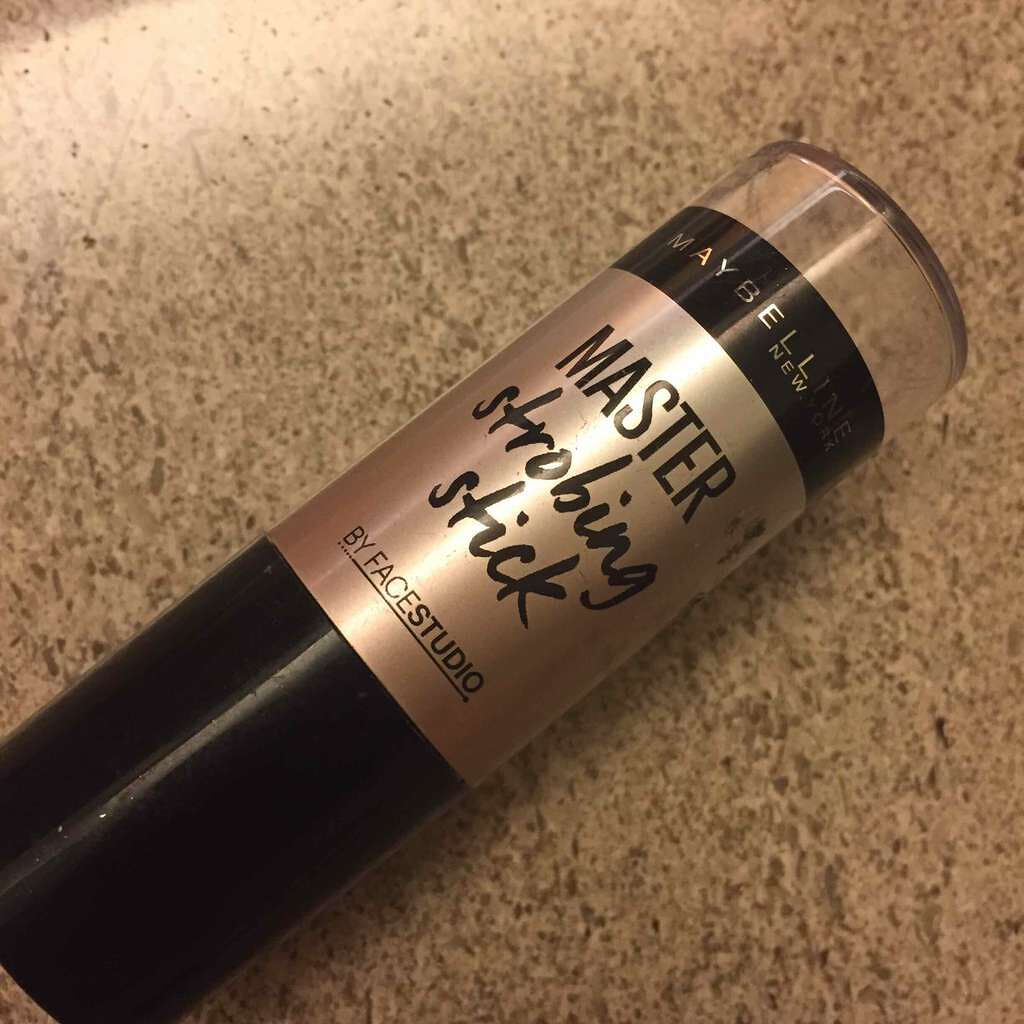 MAYBELLINE
NEW YORK
MASTER
strobing
stick
BY FACESTUDIO